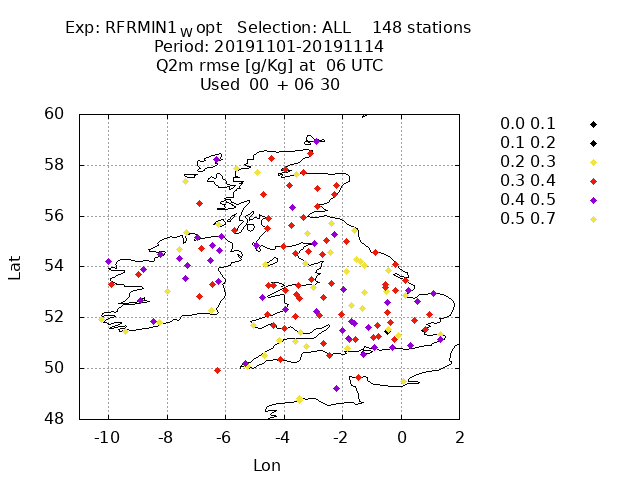 Exp: RFRMIN1_W opt   Selection: ALL    148 stations
Period: 20191101-20191114
Q2m rmse [g/Kg] at  06 UTC
Used  00 + 06 30
60
58
56
54
52
50
48
Lat
-10 -8 -6 -4 -2 0 2
Lon
0.0 0.1
0.1 0.2
0.2 0.3
0.3 0.4
0.4 0.5
0.5 0.7